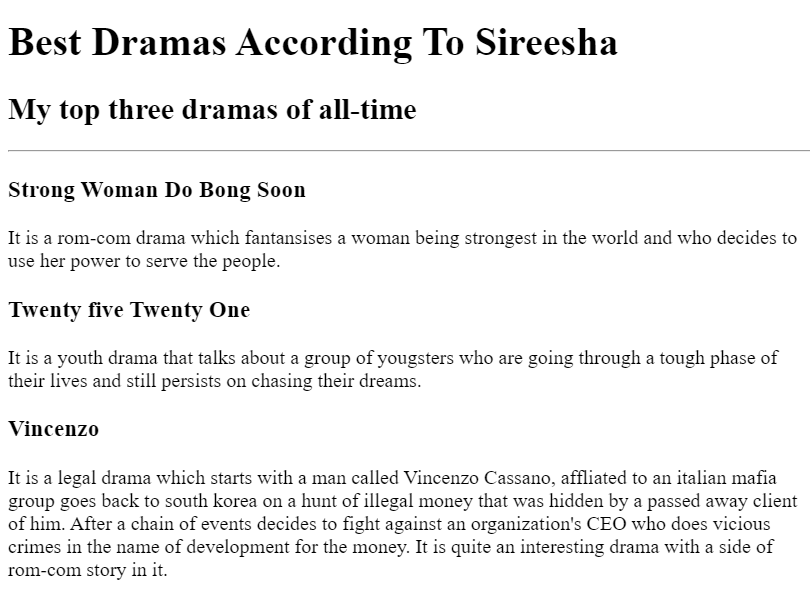 Best Dramas According To Sireesha
My top three dramas of all-time
Strong Woman Do Bong Soon
It is a rom-com drama which fantansises a woman being strongest in the world and who decides to
use her power to serve the people.
Twenty five Twenty One
It is a youth drama that talks about a group of yougsters who are going through a tough phase of
their lives and still persists on chasing their dreams.
Vincenzo
It is a legal drama which starts with a man called Vincenzo Cassano, affliated to an italian mafia
group goes back to south korea on a hunt of illegal money that was hidden by a passed away client
of him. After a chain of events decides to fight against an organization's CEO who does vicious
crimes in the name of development for the money. It is quite an interesting drama with a side of
rom-com story in it.